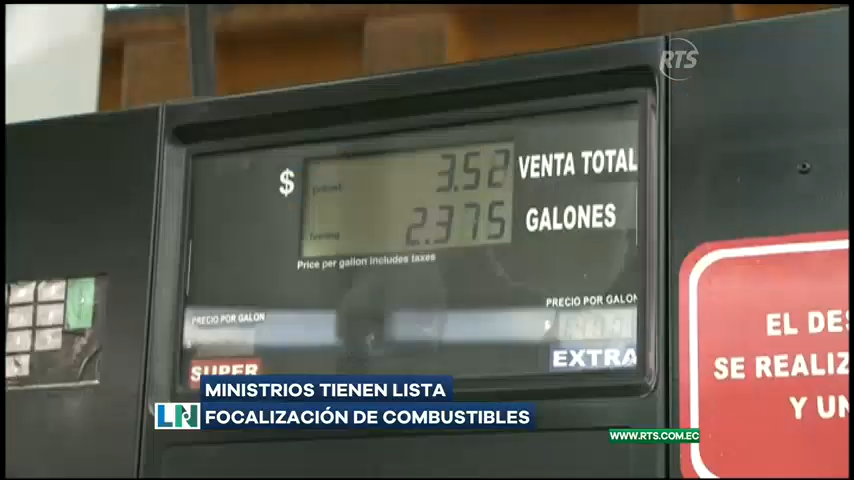 RTS
$ 3.52 VENTA TOTAL
2.375 GALONES
Price per gallon includes taxes
PRECIO POR GALON
PRECIO POR GALON
SUPER
EXTRA
EL DES
SE REALIZ
Y UN
MINISTRIOS TIENEN LISTA
LN FOCALIZACIÓN DE COMBUSTIBLES
WWW.RTS.COM.EC